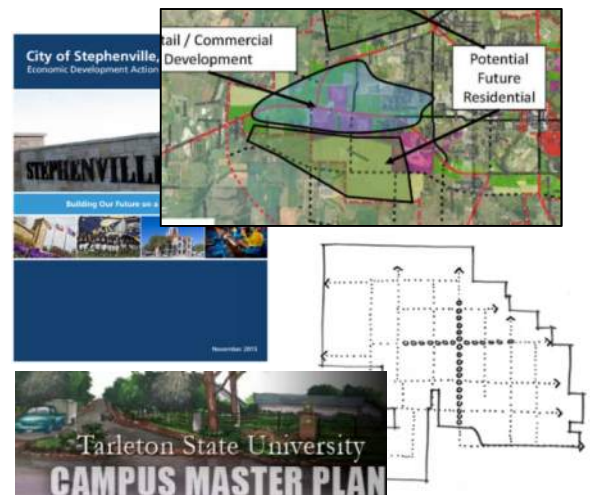 City of Stephenville,
Economic Development Action
STEPHENVILLE
Building Our Future on a
November 2015
tail / Commercial
Development
Potential
Future
Residential
Tarleton State University
CAMPUS MASTER PLAN